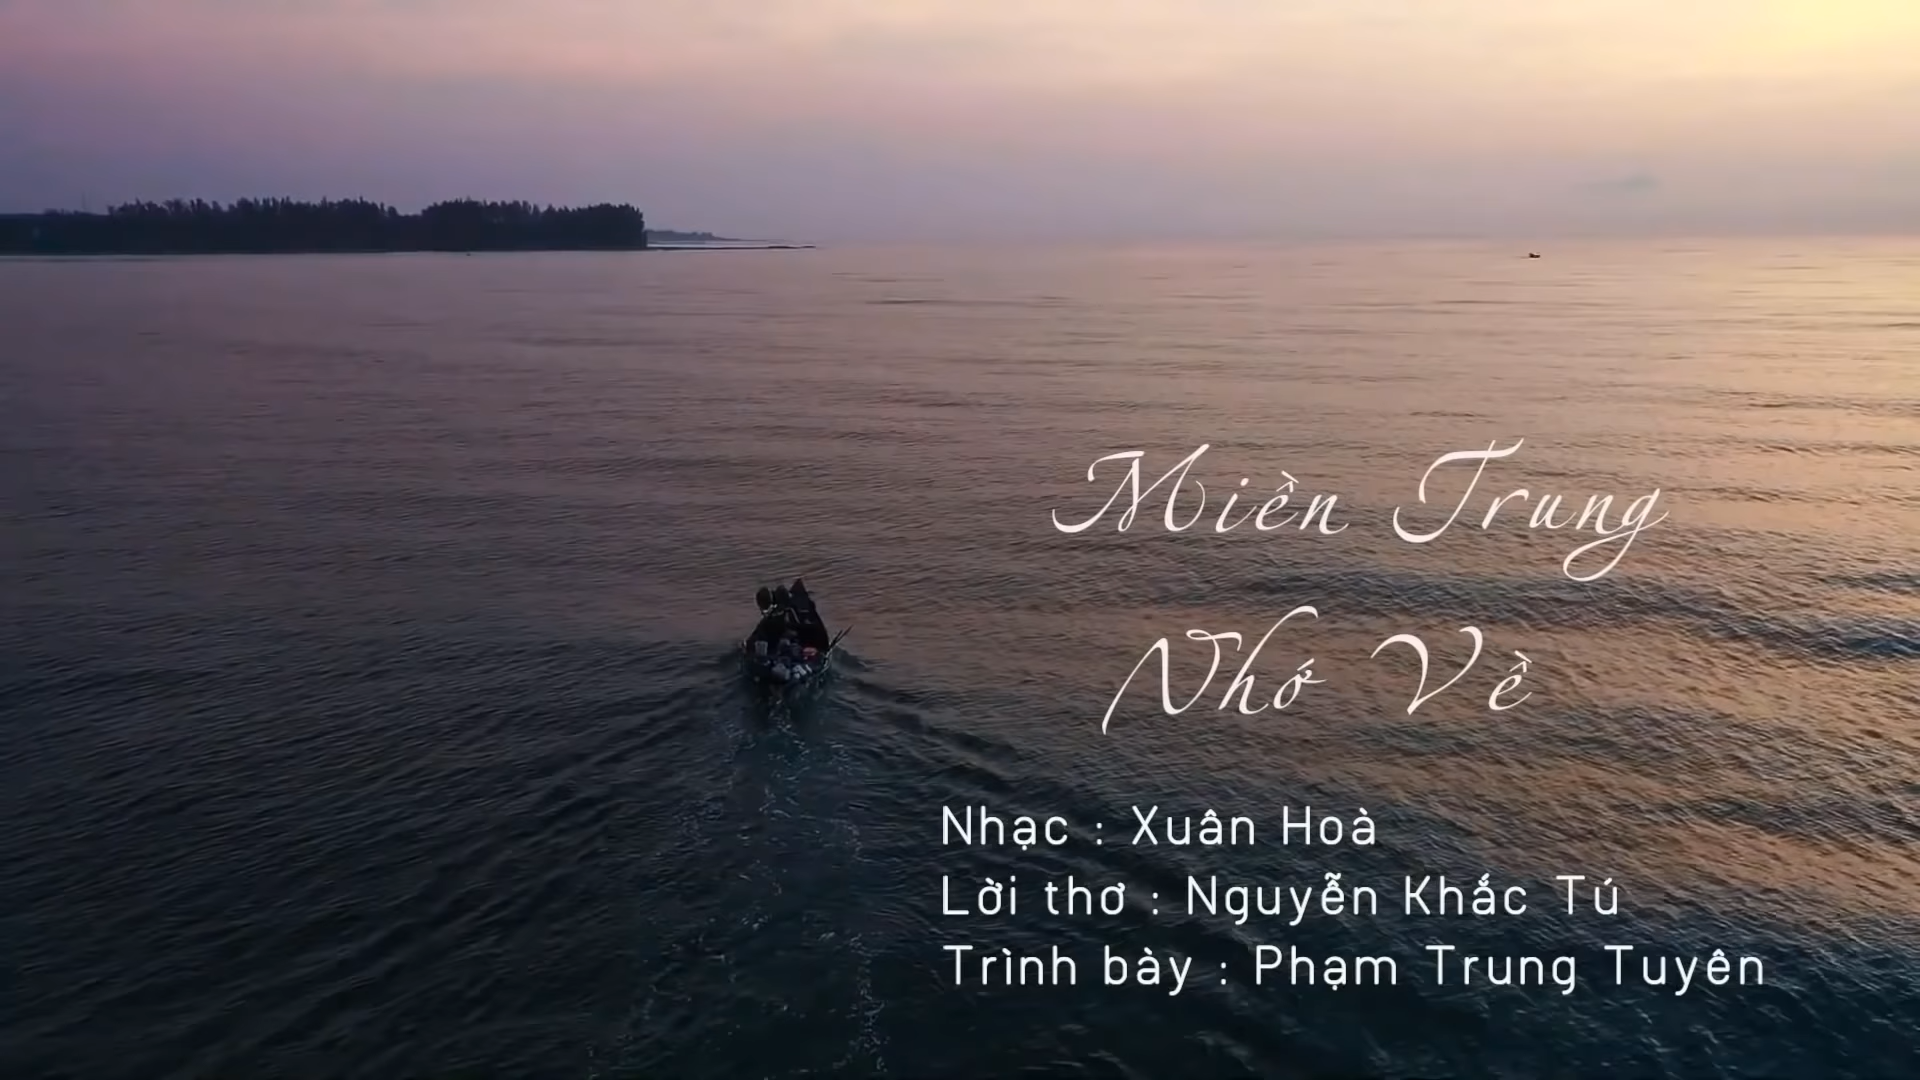 Miền Trung
Nhớ Về
Nhạc : Xuân Hoà
Lời thơ : Nguyễn Khắc Tú
Trình bày : Phạm Trung Tuyên